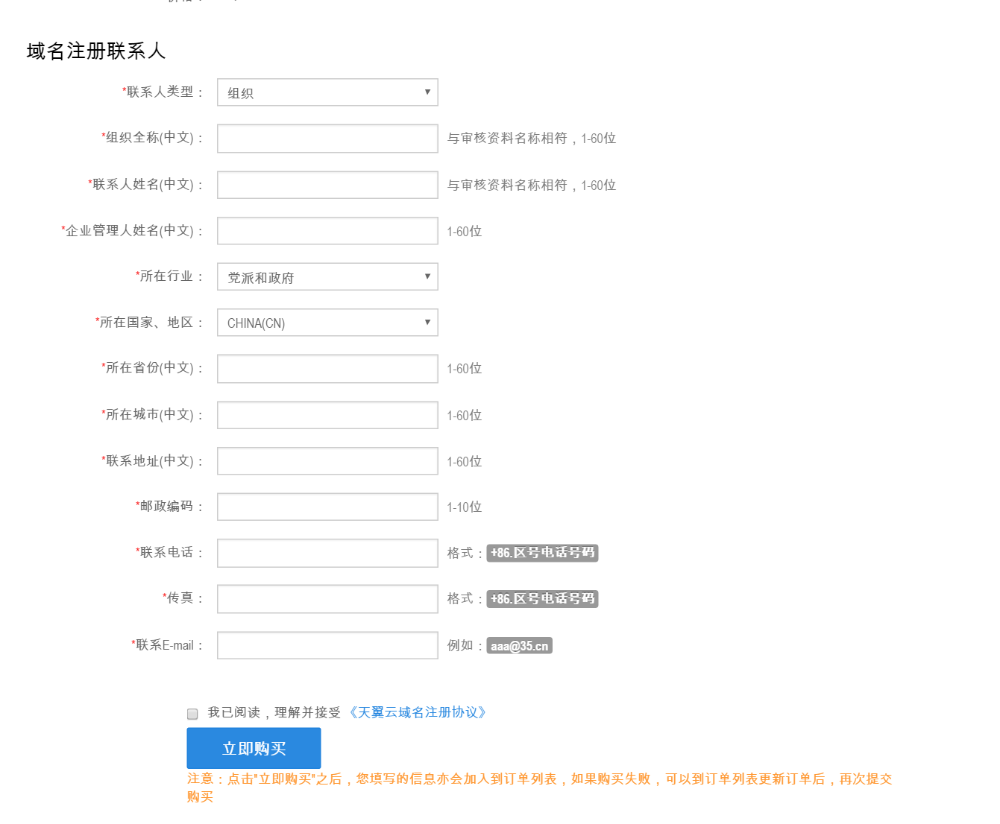 域名注册联系人
*联系人类型： 组织
*组织全称(中文)： 与审核资料名称相符，1-60位
*联系人姓名(中文)： 与审核资料名称相符，1-60位
*企业管理人姓名(中文)： 1-60位
*所在行业： 党派和政府
*所在国家、地区： CHINA(CN)
*所在省份(中文)： 1-60位
*所在城市(中文)： 1-60位
*联系地址(中文)： 1-60位
*邮政编码： 1-10位
*联系电话： 格式：+86.区号电话号码
*传真： 格式：+86.区号电话号码
*联系E-mail： 例如：aaa@35.cn
我已阅读，理解并接受《天翼云域名注册协议》
立即购买
注意：点击"立即购买"之后，您填写的信息亦会加入到订单列表，如果购买失败，可以到订单列表更新订单后，再次提交
购买